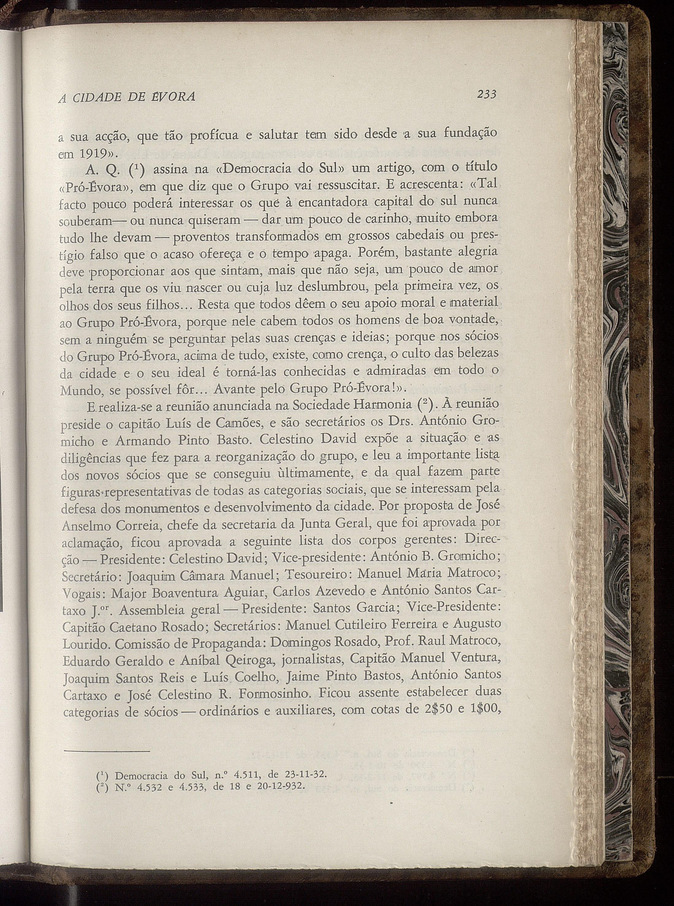 A CIDADE DE ÉVORA 233
a sua acção, que tão profícua e salutar tem sido desde a sua fundação
em 1919».
A. Q. (¹) assina na «Democracia do Sul» um artigo, com o título
«Pró-Évora», em que diz que o Grupo vai ressuscitar. E acrescenta: «Tal
facto pouco poderá interessar os que à encantadora capital do sul nunca
souberam— ou nunca quiseram — dar um pouco de carinho, muito embora
tudo lhe devam — proventos transformados em grossos cabedais ou pres-
tígio falso que o acaso ofereça e o tempo apaga. Porém, bastante alegria
deve proporcionar aos que sintam, mais que não seja, um pouco de amor
pela terra que os viu nascer ou cuja luz deslumbrou, pela primeira vez, os
olhos dos seus filhos... Resta que todos dêem o seu apoio moral e material
ao Grupo Pró-Évora, porque nele cabem todos os homens de boa vontade,
sem a ninguém se perguntar pelas suas crenças e ideias; porque nos sócios
do Grupo Pró-Évora, acima de tudo, existe, como crença, o culto das belezas
da cidade e o seu ideal é torná-las conhecidas e admiradas em todo o
Mundo, se possível fôr... Avante pelo Grupo Pró-Évora!».
E realiza-se a reunião anunciada na Sociedade Harmonia (²). À reunião
preside o capitão Luís de Camões, e são secretários os Drs. António Gro-
micho e Armando Pinto Basto. Celestino David expõe a situação e as
diligências que fez para a reorganização do grupo, e leu a importante lista
dos novos sócios que se conseguiu ùltimamente, e da qual fazem parte
figuras representativas de todas as categorias sociais, que se interessam pela
defesa dos monumentos e desenvolvimento da cidade. Por proposta de José
Anselmo Correia, chefe da secretaria da Junta Geral, que foi aprovada por
aclamação, ficou aprovada a seguinte lista dos corpos gerentes: Direc-
ção — Presidente: Celestino David; Vice-presidente: António B. Gromicho;
Secretário: Joaquim Câmara Manuel; Tesoureiro: Manuel Maria Matroco;
Vogais: Major Boaventura Aguiar, Carlos Azevedo e António Santos Car-
taxo J.ºʳ. Assembleia geral — Presidente: Santos Garcia; Vice-Presidente:
Capitão Caetano Rosado; Secretários: Manuel Cutileiro Ferreira e Augusto
Lourido. Comissão de Propaganda: Domingos Rosado, Prof. Raul Matroco,
Eduardo Geraldo e Aníbal Qeiroga, jornalistas, Capitão Manuel Ventura,
Joaquim Santos Reis e Luís Coelho, Jaime Pinto Bastos, António Santos
Cartaxo e José Celestino R. Formosinho. Ficou assente estabelecer duas
categorias de sócios — ordinários e auxiliares, com cotas de 2$50 e 1$00,
(¹) Democracia do Sul, n.º 4.511, de 23-11-32.
(²) N.º 4.532 e 4.533, de 18 e 20-12-932.